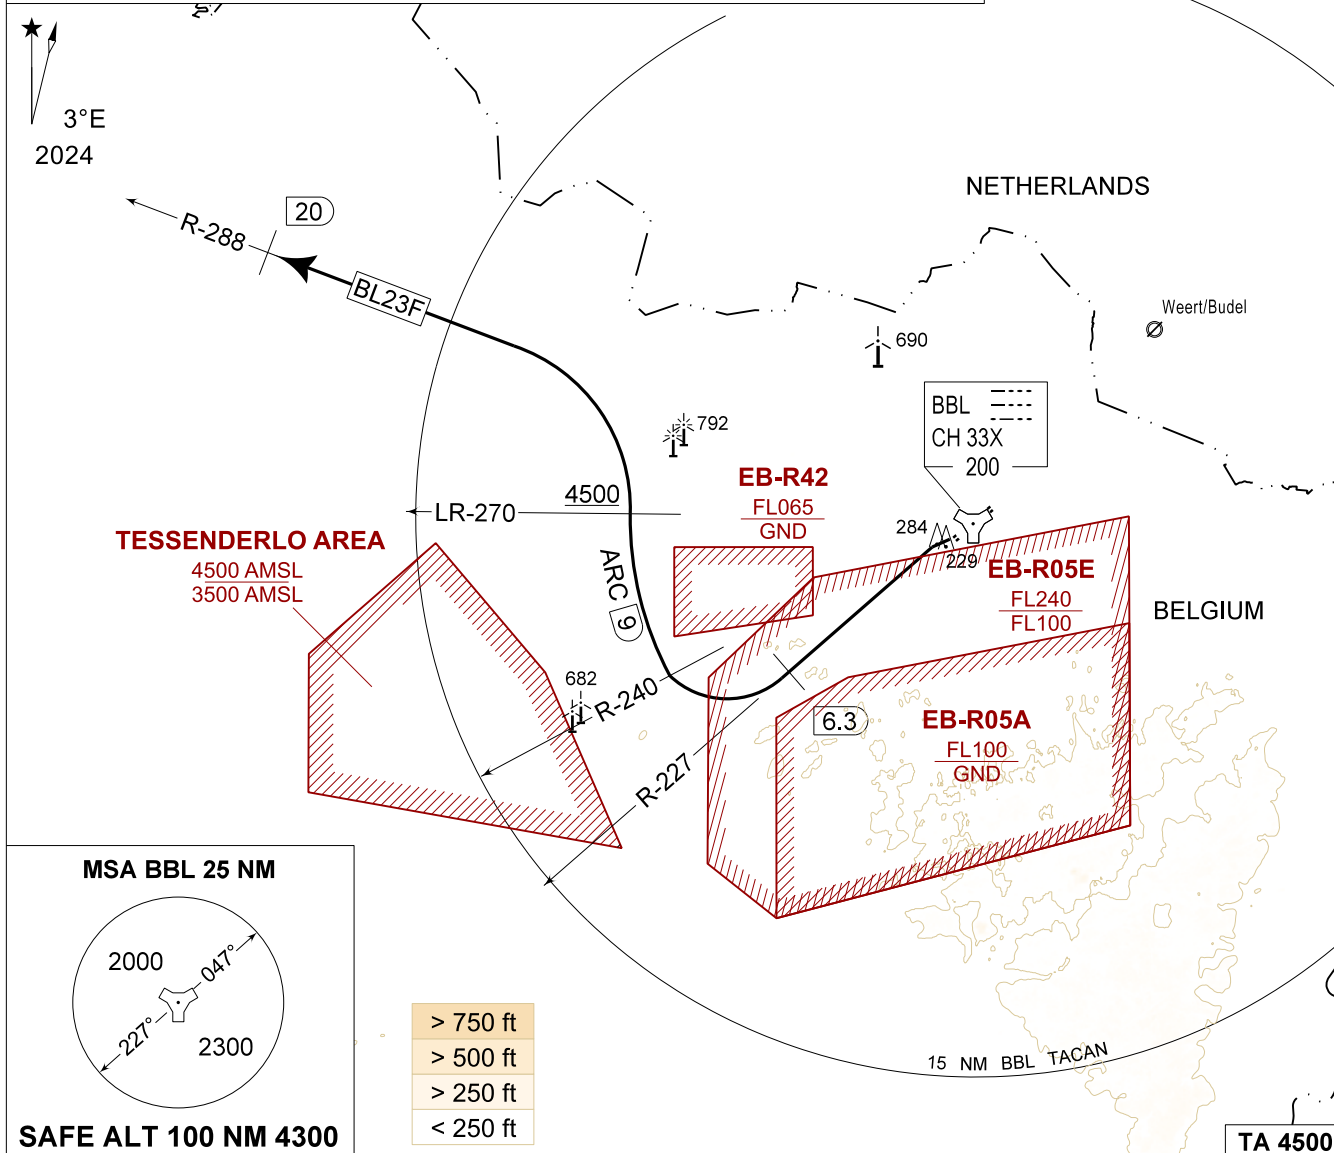 3°E
2024
NETHERLANDS
20
R-288
BL23F
Weert/Budel
690
BBL
CH 33X
200
792
EB-R42
FL065
GND
4500
LR-270
284
229
TESSENDERLO AREA
4500 AMSL
3500 AMSL
ARC 9
EB-R05E
FL240
FL100
BELGIUM
682
R-240
6.3
EB-R05A
FL100
GND
R-227
MSA BBL 25 NM
2000
047°
227°
2300
SAFE ALT 100 NM 4300
> 750 ft
> 500 ft
> 250 ft
< 250 ft
15 NM BBL TACAN
TA 4500